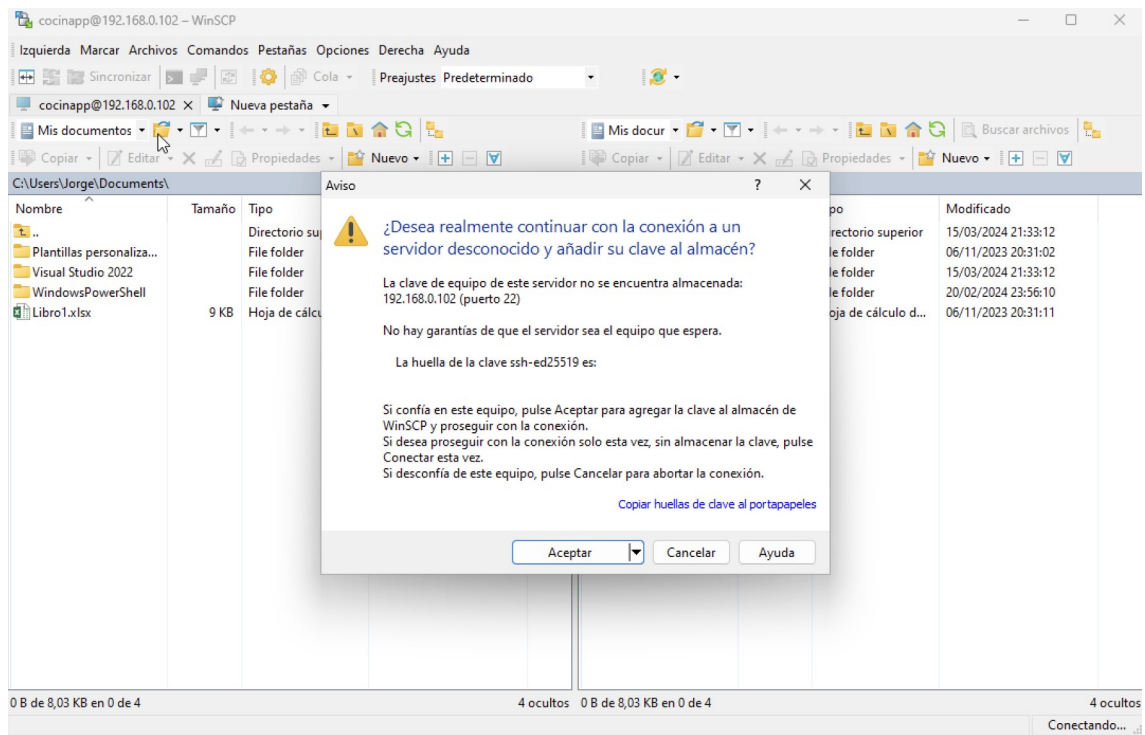 cocinapp@192.168.0.102 – WinSCP
Izquierda Marcar Archivos Comandos Pestañas Opciones Derecha Ayuda
Sincronizar Cola Preajustes Predeterminado
cocinapp@192.168.0.102 Nueva pestaña
Mis documentos Mis docur Buscar archivos
Copiar Editar Propiedades Nuevo Copiar Editar Propiedades Nuevo
C:\Users\Jorge\Documents\
Nombre Tamaño Tipo
..
Directorio su
Plantillas personaliza... File folder
Visual Studio 2022 File folder
WindowsPowerShell File folder
Libro1.xlsx 9 KB Hoja de cálcu
Aviso ?
¿Desea realmente continuar con la conexión a un
servidor desconocido y añadir su clave al almacén?
La clave de equipo de este servidor no se encuentra almacenada:
192.168.0.102 (puerto 22)
No hay garantías de que el servidor sea el equipo que espera.
La huella de la clave ssh-ed25519 es:
Si confía en este equipo, pulse Aceptar para agregar la clave al almacén de
WinSCP y proseguir con la conexión.
Si desea proseguir con la conexión solo esta vez, sin almacenar la clave, pulse
Conectar esta vez.
Si desconfía de este equipo, pulse Cancelar para abortar la conexión.
Copiar huellas de clave al portapapeles
Aceptar Cancelar Ayuda
po Modificado
irectorio superior 15/03/2024 21:33:12
le folder 06/11/2023 20:31:02
le folder 15/03/2024 21:33:12
le folder 20/02/2024 23:56:10
oja de cálculo d... 06/11/2023 20:31:11
0 B de 8,03 KB en 0 de 4 4 ocultos
0 B de 8,03 KB en 0 de 4 4 ocultos
Conectando...